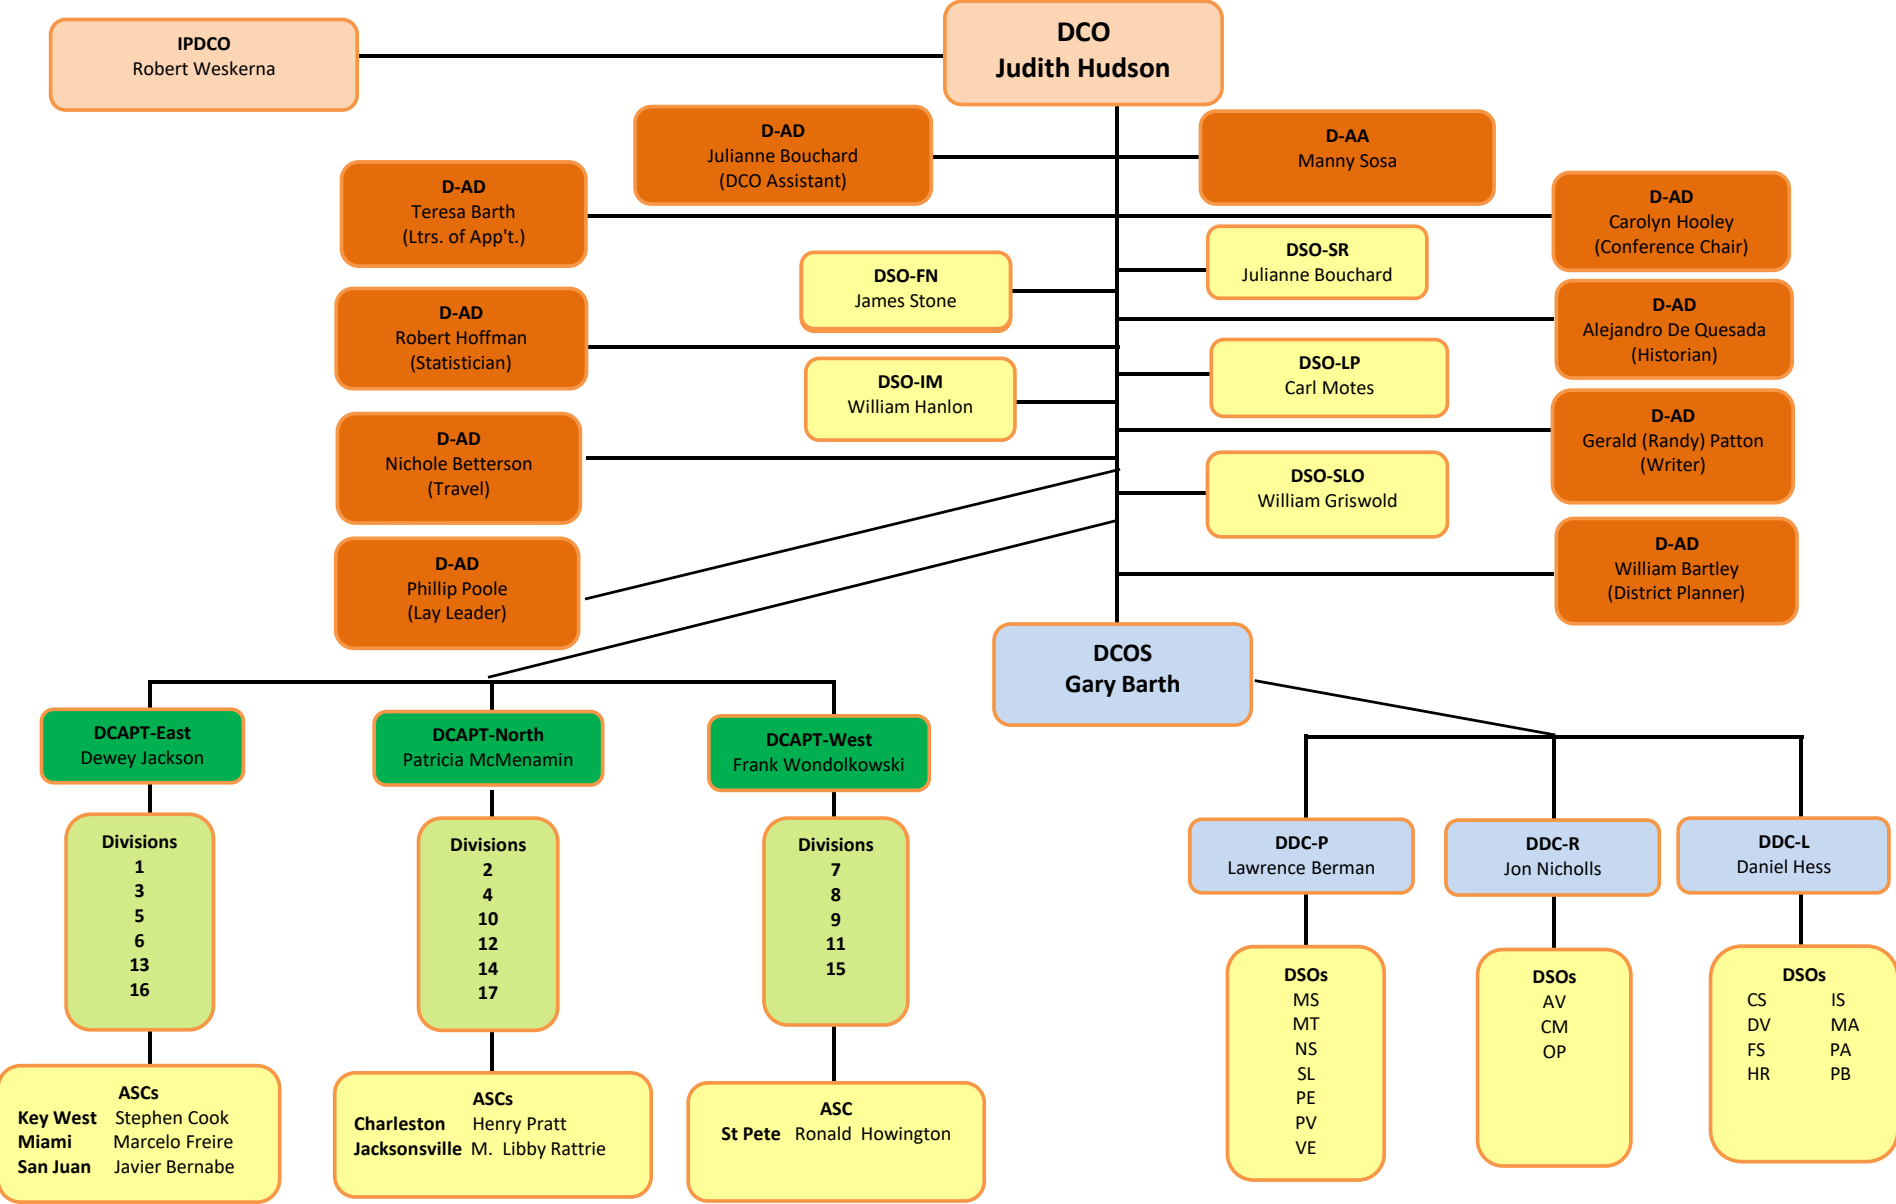 IPDCO
Robert Weskerna
DCO
Judith Hudson
D-AD
Julianne Bouchard
(DCO Assistant)
D-AA
Manny Sosa
D-AD
Teresa Barth
(Ltrs. of App't.)
D-AD
Carolyn Hooley
(Conference Chair)
DSO-SR
Julianne Bouchard
DSO-FN
James Stone
D-AD
Robert Hoffman
(Statistician)
D-AD
Alejandro De Quesada
(Historian)
DSO-LP
Carl Motes
DSO-IM
William Hanlon
D-AD
Nichole Betterson
(Travel)
D-AD
Gerald (Randy) Patton
(Writer)
DSO-SLO
William Griswold
D-AD
Phillip Poole
(Lay Leader)
D-AD
William Bartley
(District Planner)
DCOS
Gary Barth
DCAPT-East
Dewey Jackson
DCAPT-North
Patricia McMenamin
DCAPT-West
Frank Wondolkowski
Divisions
1
3
5
6
13
16
Divisions
2
4
10
12
14
17
Divisions
7
8
9
11
15
DDC-P
Lawrence Berman
DDC-R
Jon Nicholls
DDC-L
Daniel Hess
DSOs
MS
MT
NS
SL
PE
PV
VE
DSOs
AV
CM
OP
DSOs
CS IS
DV MA
FS PA
HR PB
ASCs
Key West Stephen Cook
Miami Marcelo Freire
San Juan Javier Bernabe
ASCs
Charleston Henry Pratt
Jacksonville M. Libby Rattrie
ASC
St Pete Ronald Howington